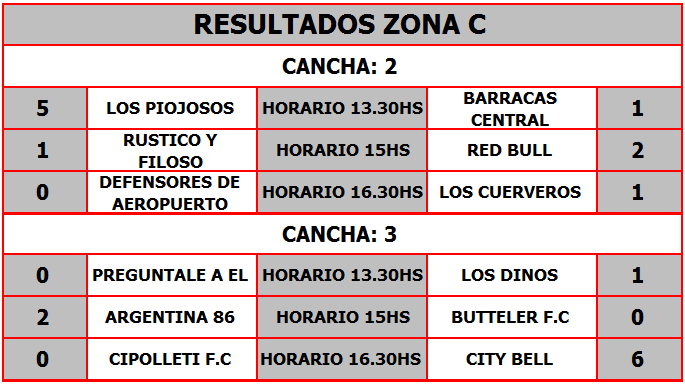 RESULTADOS ZONA C
CANCHA: 2
5 LOS PIOJOSOS HORARIO 13.30HS BARRACAS CENTRAL 1
1 RUSTICO Y FILOSO HORARIO 15HS RED BULL 2
0 DEFENSORES DE AEROPUERTO HORARIO 16.30HS LOS CUERVEROS 1
CANCHA: 3
0 PREGUNTALE A EL HORARIO 13.30HS LOS DINOS 1
2 ARGENTINA 86 HORARIO 15HS BUTTELER F.C 0
0 CIPOLLETI F.C HORARIO 16.30HS CITY BELL 6